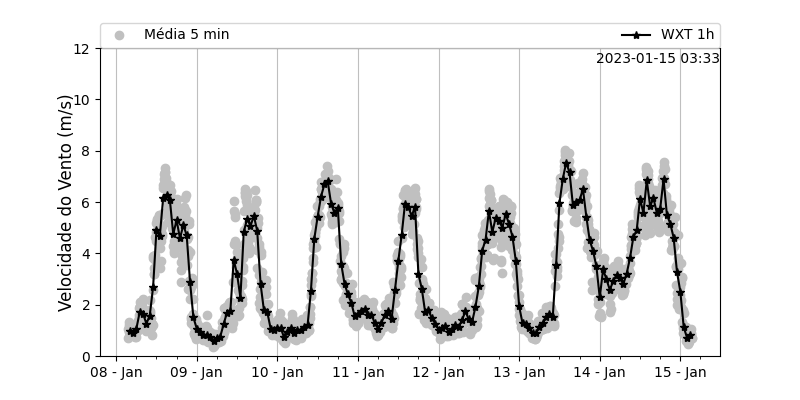 Média 5 min
WXT 1h
2023-01-15 03:33
Velocidade do Vento (m/s)
12
10
8
6
4
2
0
08 - Jan
09 - Jan
10 - Jan
11 - Jan
12 - Jan
13 - Jan
14 - Jan
15 - Jan